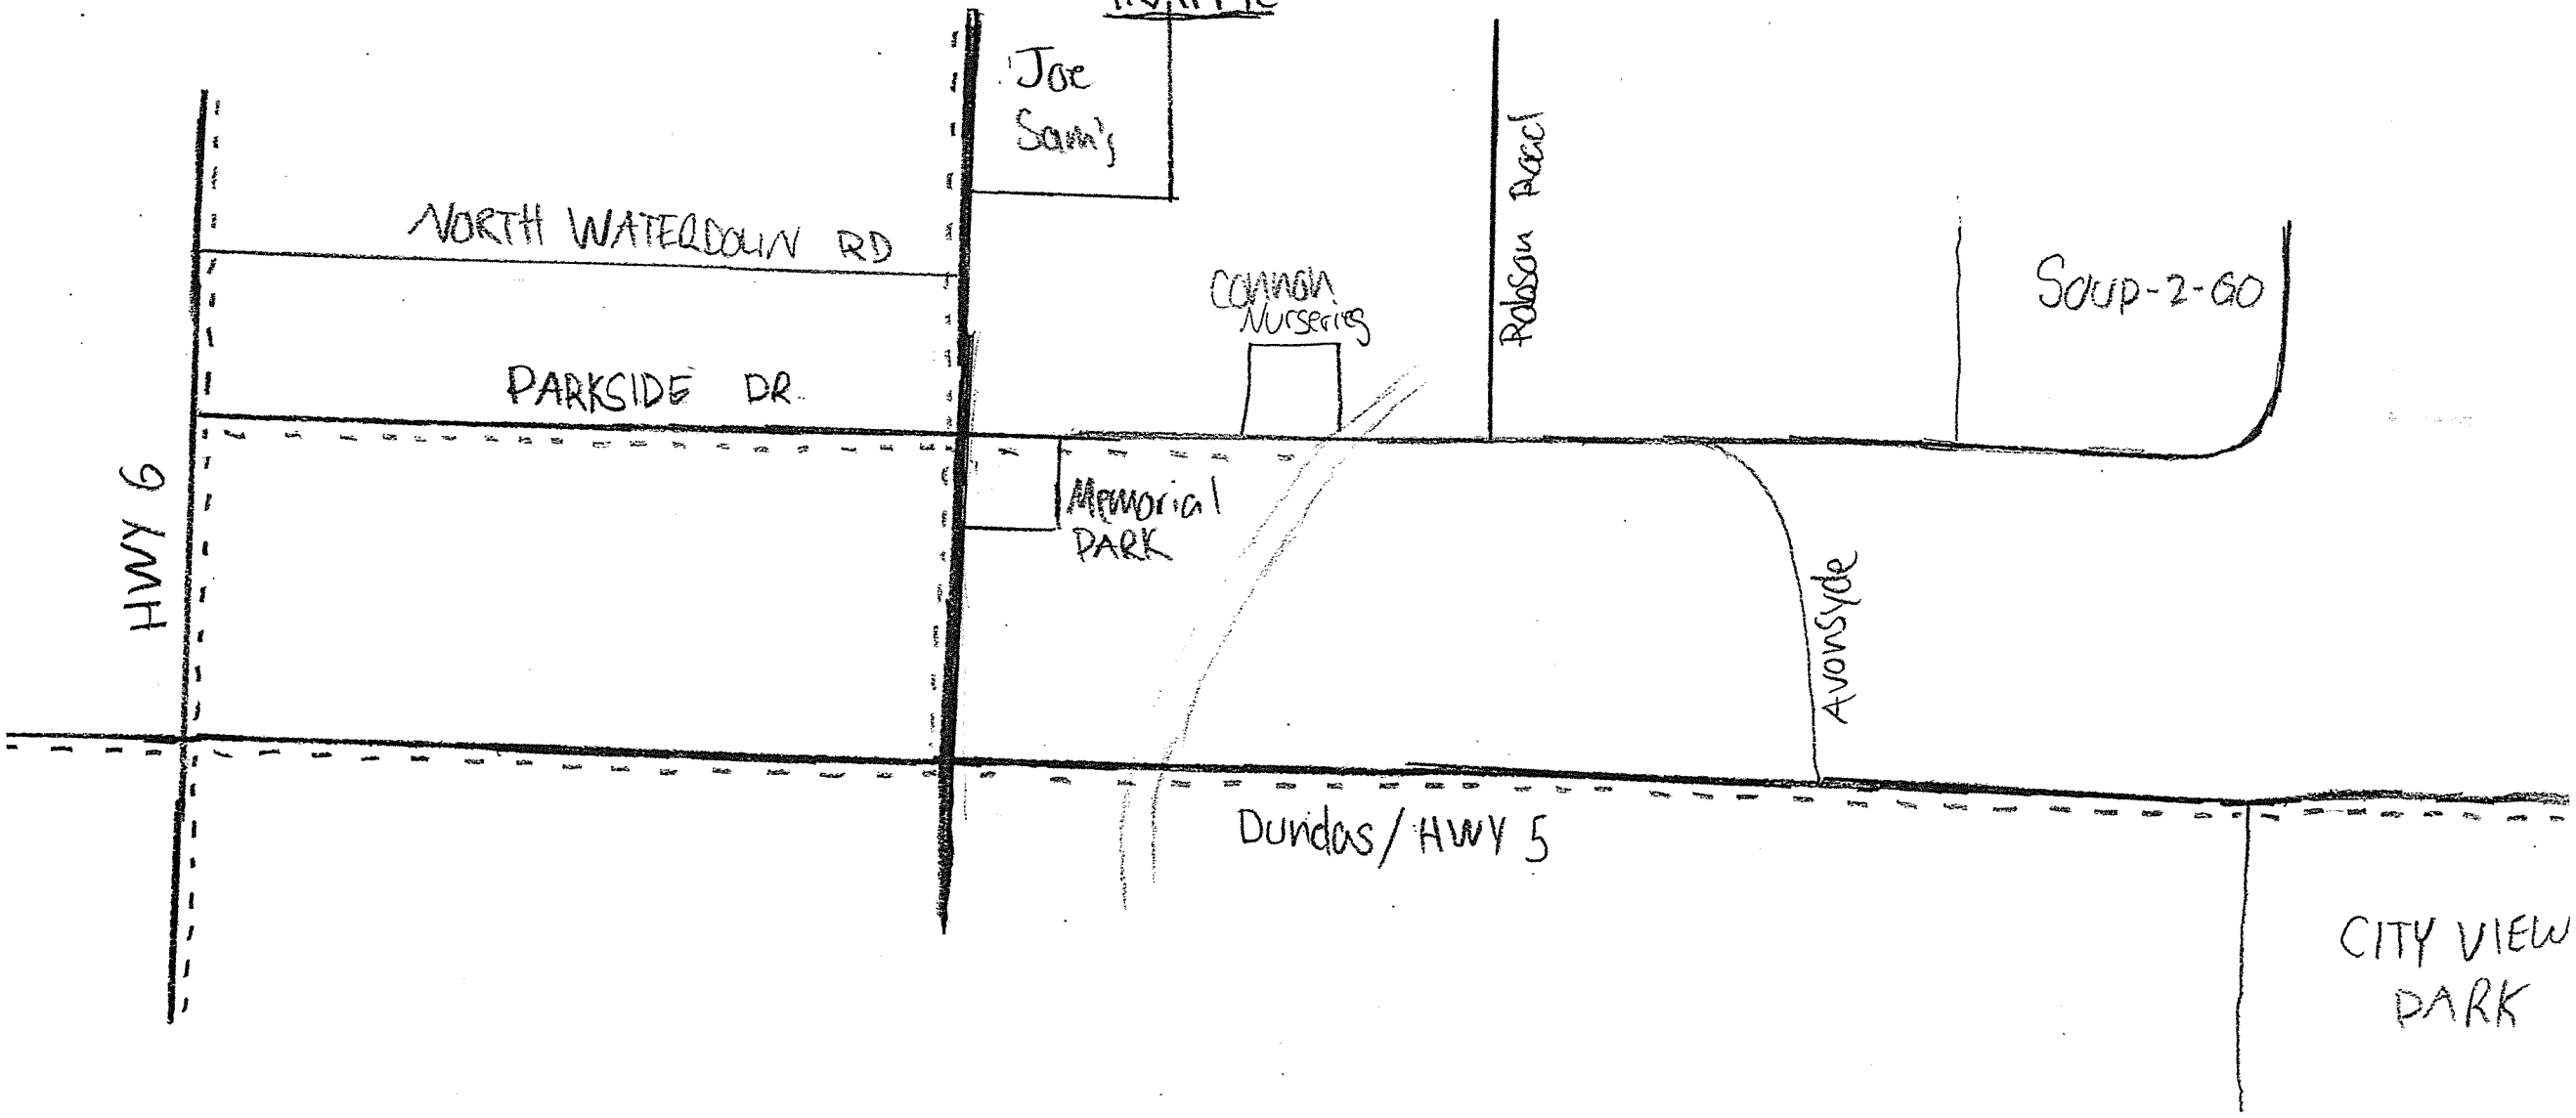 Joe
Sam's
NORTH WATERDOWN RD
Robson Road
Connon
Nurseries
Soup-2-GO
PARKSIDE DR.
HWY 6
Memorial
PARK
Avonsyde
Dundas/HWY 5
CITY VIEW
PARK